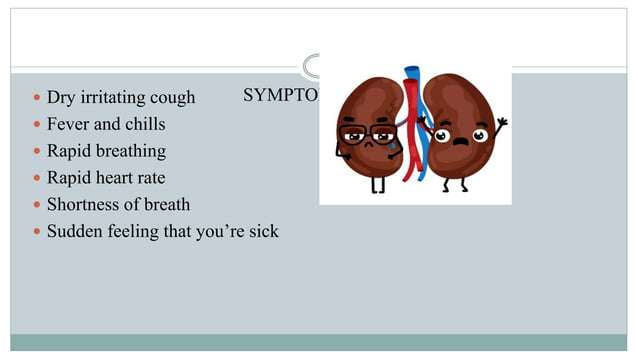 SYMPTO
Dry irritating cough
Fever and chills
Rapid breathing
Rapid heart rate
Shortness of breath
Sudden feeling that you’re sick